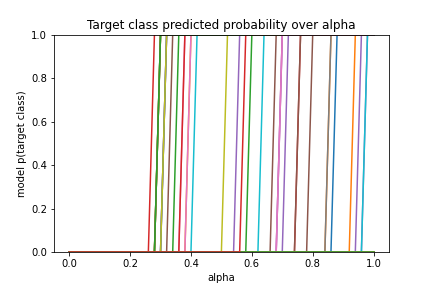 Target class predicted probability over alpha
model p(target class)
1.0
0.8
0.6
0.4
0.2
0.0
0.0 0.2 0.4 0.6 0.8 1.0
alpha